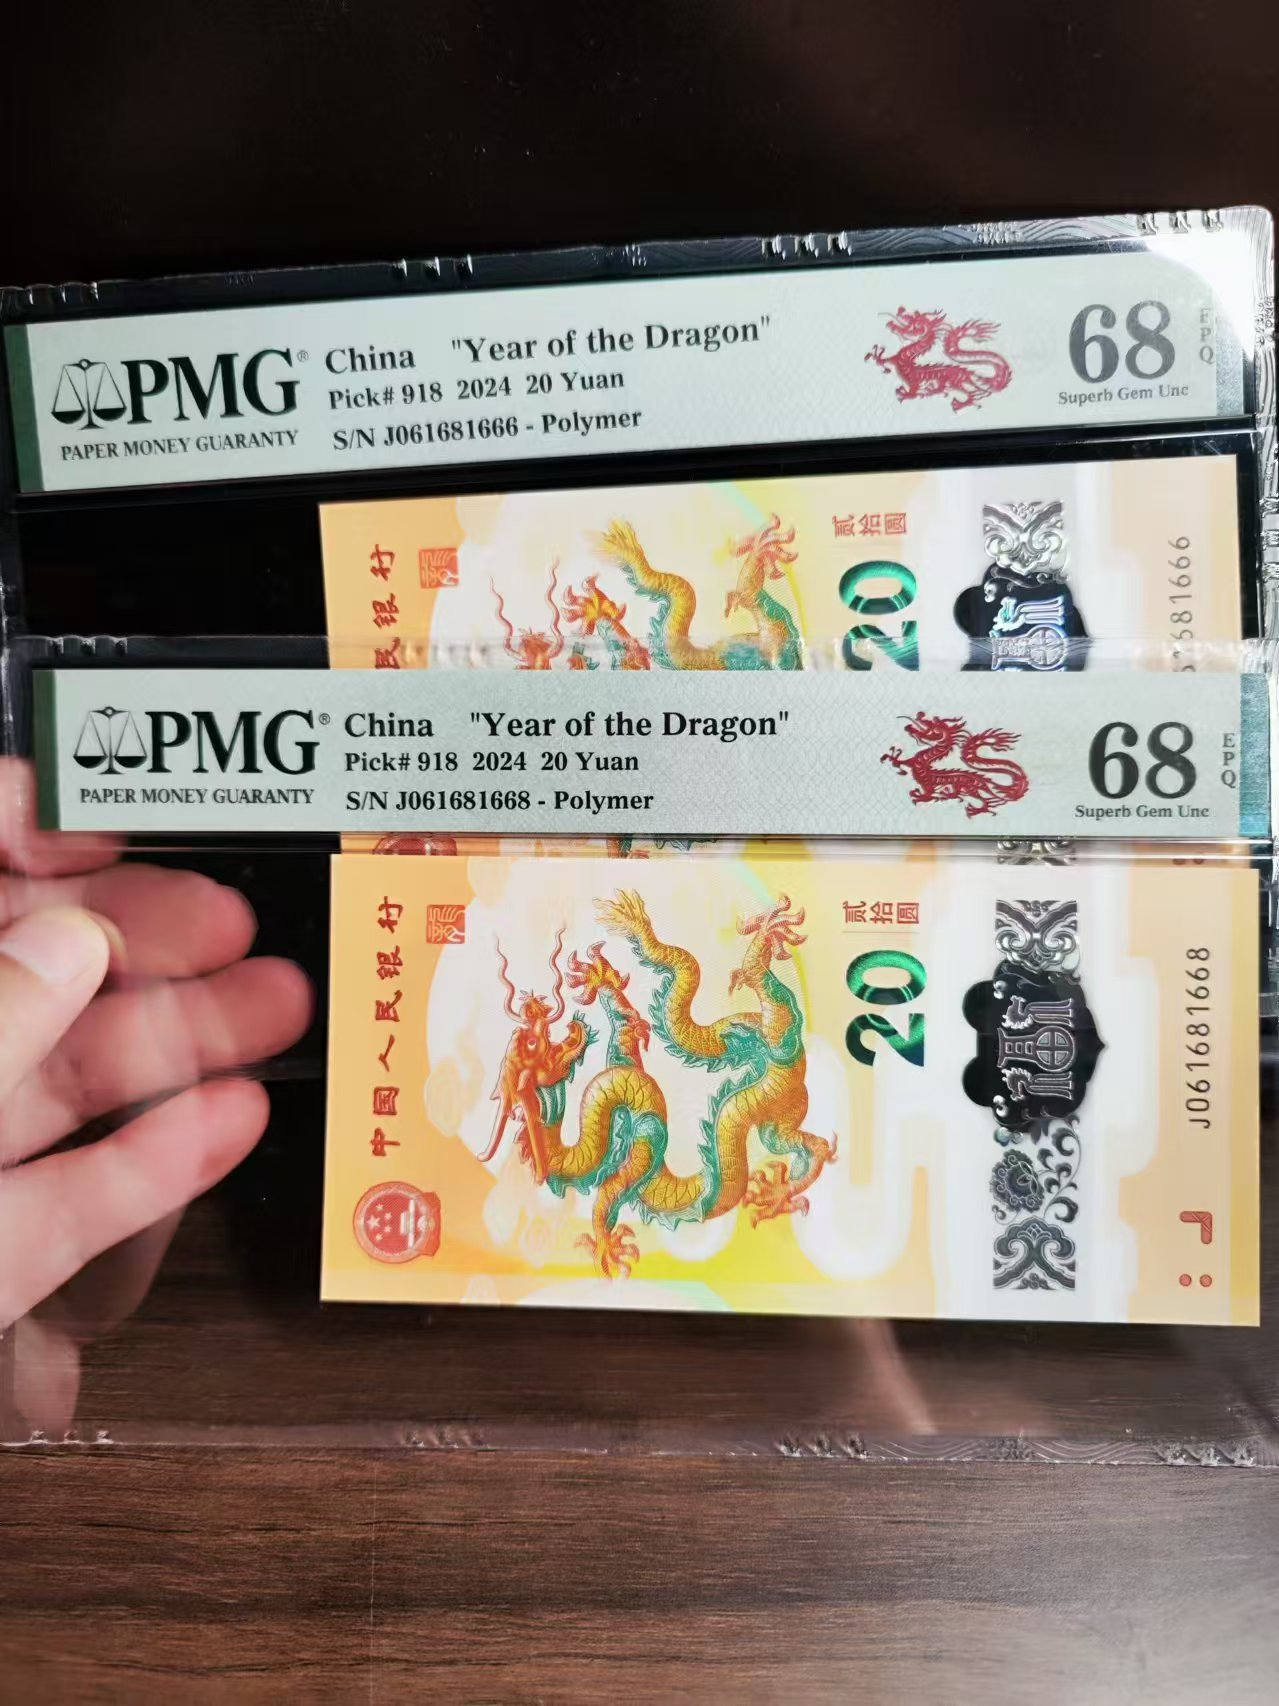 PMG®
PAPER MONEY GUARANTY
China "Year of the Dragon"
Pick# 918 2024 20 Yuan
S/N J061681666 - Polymer
68
EPQ
Superb Gem Unc
民银行
贰拾圆
20
681666
PMG®
PAPER MONEY GUARANTY
China "Year of the Dragon"
Pick# 918 2024 20 Yuan
S/N J061681668 - Polymer
68
EPQ
Superb Gem Unc
中国人民银行
贰拾圆
20
J061681668